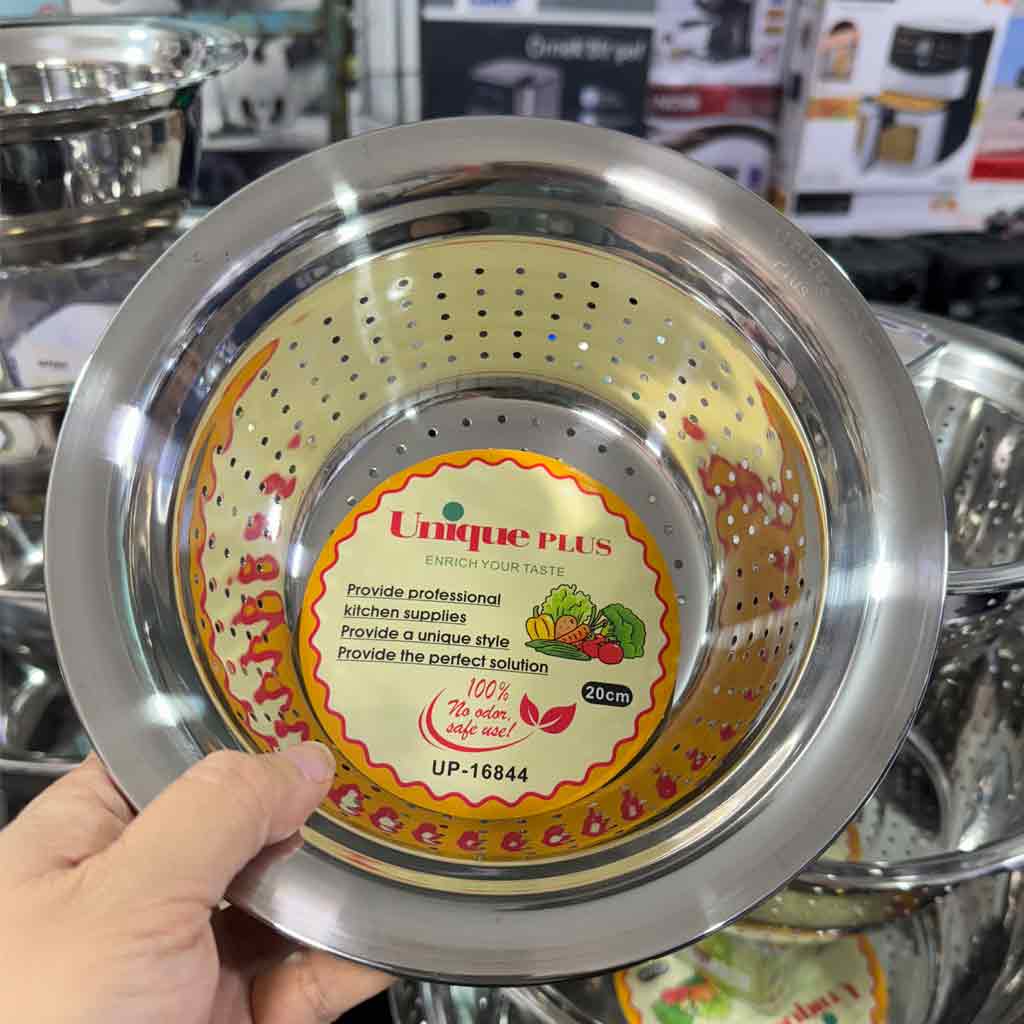 Unique PLUS
ENRICH YOUR TASTE
Provide professional
kitchen supplies
Provide a unique style
Provide the perfect solution
20cm
100%
No odor,
safe use!
UP-16844